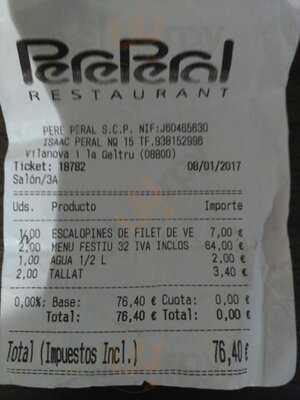 PerePeral
RESTAURANT
PERE PIRAL S.C.P. NIF:J60465630
ISAAC PERAL NQ 15 TF.938152996
Vilanova i la Geltru (08800)
Ticket: 18782 08/01/2017
Salón/3A
Uds. Producto Importe
1,00 ESCALOPINES DE FILET DE VE 7,00 €
2,00 MENU FESTIU 32 IVA INCLOS 64,00 €
1,00 AGUA 1/2 L 2,00 €
2,00 TALLAT 3,40 €
0,00%: Base: 76,40 € Cuota: 0,00 €
Total: 76,40 € Total: 0,00 €
Total (Impuestos Incl.) 76,40 €